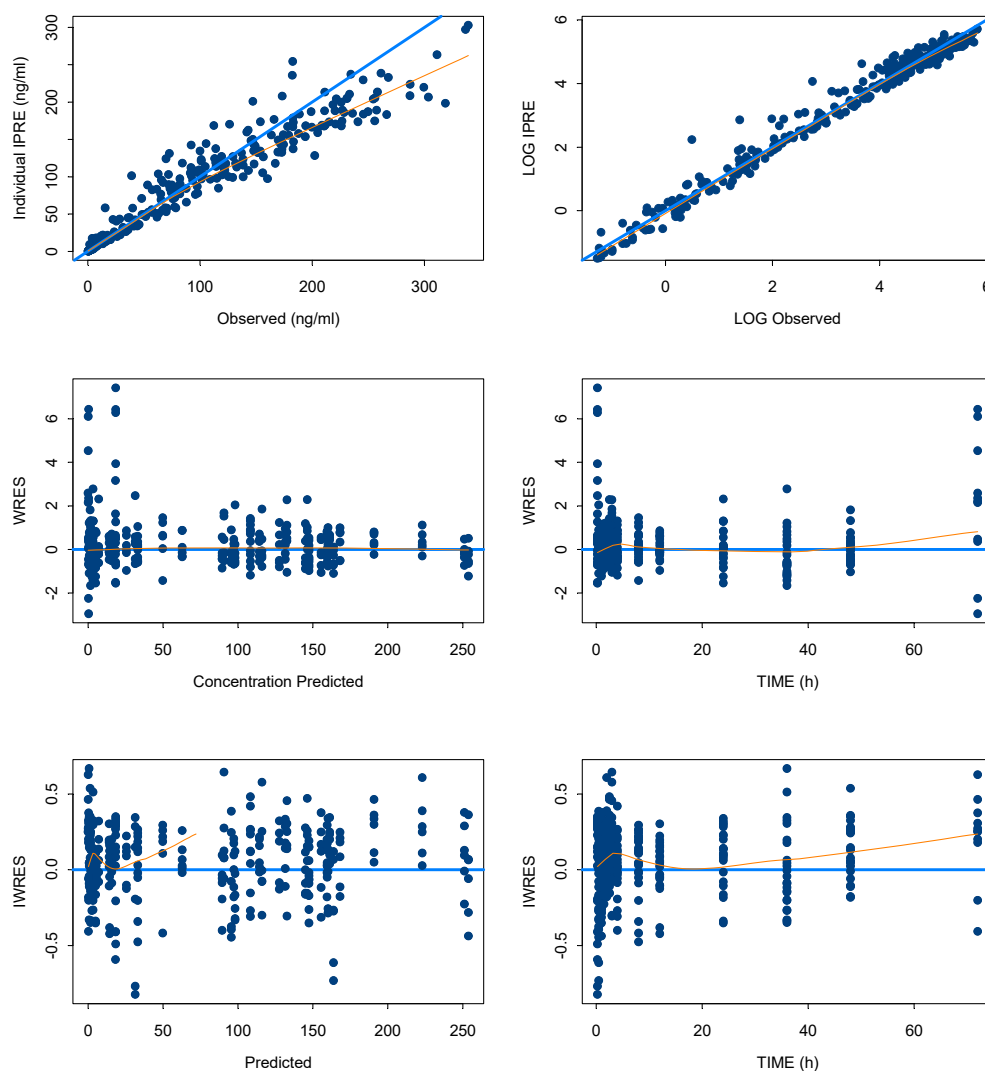 Individual IPRE (ng/ml)
0 50 100 200 300
0 100 200 300
Observed (ng/ml)
LOG IPRE
0 2 4 6
0 2 4 6
LOG Observed
WRES
-2 0 2 4 6
0 50 100 150 200 250
Concentration Predicted
WRES
-2 0 2 4 6
0 20 40 60
TIME (h)
IWRES
-0.5 0.0 0.5
0 50 100 150 200 250
Predicted
IWRES
-0.5 0.0 0.5
0 20 40 60
TIME (h)